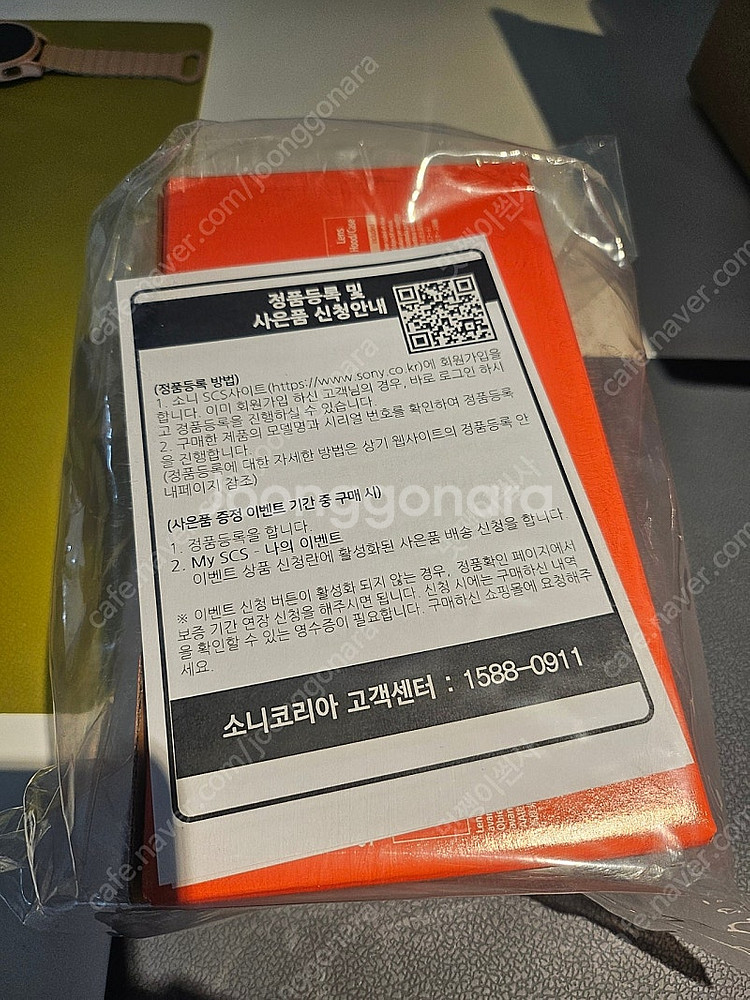 Lens
Hood/Case
정품등록 및
사은품 신청안내
(정품등록 방법)
1. 소니 SCS사이트(https://www.sony.co.kr)에 회원가입을
합니다. 이미 회원가입 하신 고객님의 경우, 바로 로그인 하시
고 정품등록을 진행하실 수 있습니다.
2. 구매한 제품의 모델명과 시리얼 번호를 확인하여 정품등록
을 진행합니다.
(정품등록에 대한 자세한 방법은 상기 웹사이트의 정품등록 안
내페이지 참조)
joonggonara
(사은품 증정 이벤트 기간 중 구매 시)
1. 정품등록을 합니다.
2. My SCS - 나의 이벤트
이벤트 상품 신청란에 활성화된 사은품 배송 신청을 합니다.
※ 이벤트 신청 버튼이 활성화 되지 않는 경우, 정품확인 페이지에서
보증 기간 연장 신청을 해주시면 됩니다. 신청 시에는 구매하신 내역
을 확인할 수 있는 영수증이 필요합니다. 구매하신 쇼핑몰에 요청해주
세요.
소니코리아 고객센터 : 1588-0911
cafe.naver.com/joonggonara